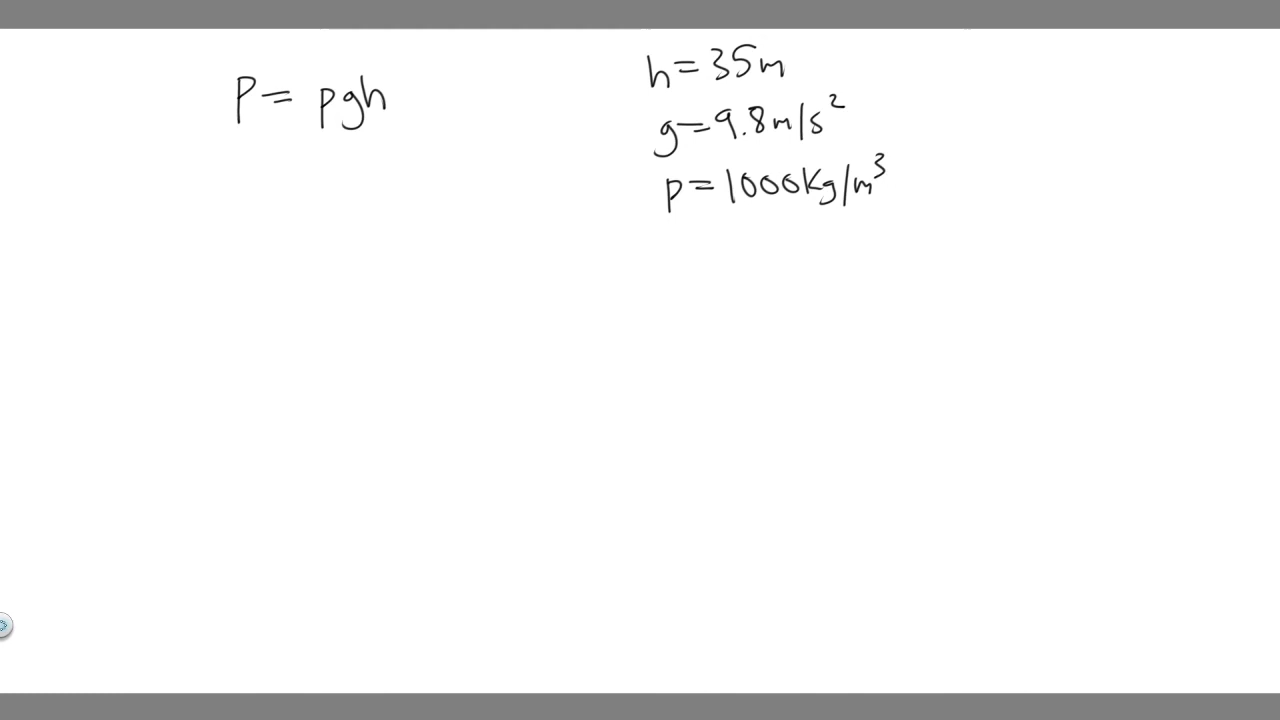 P = pgh
h = 35m
g = 9.8m/s²
p = 1000Kg/m³